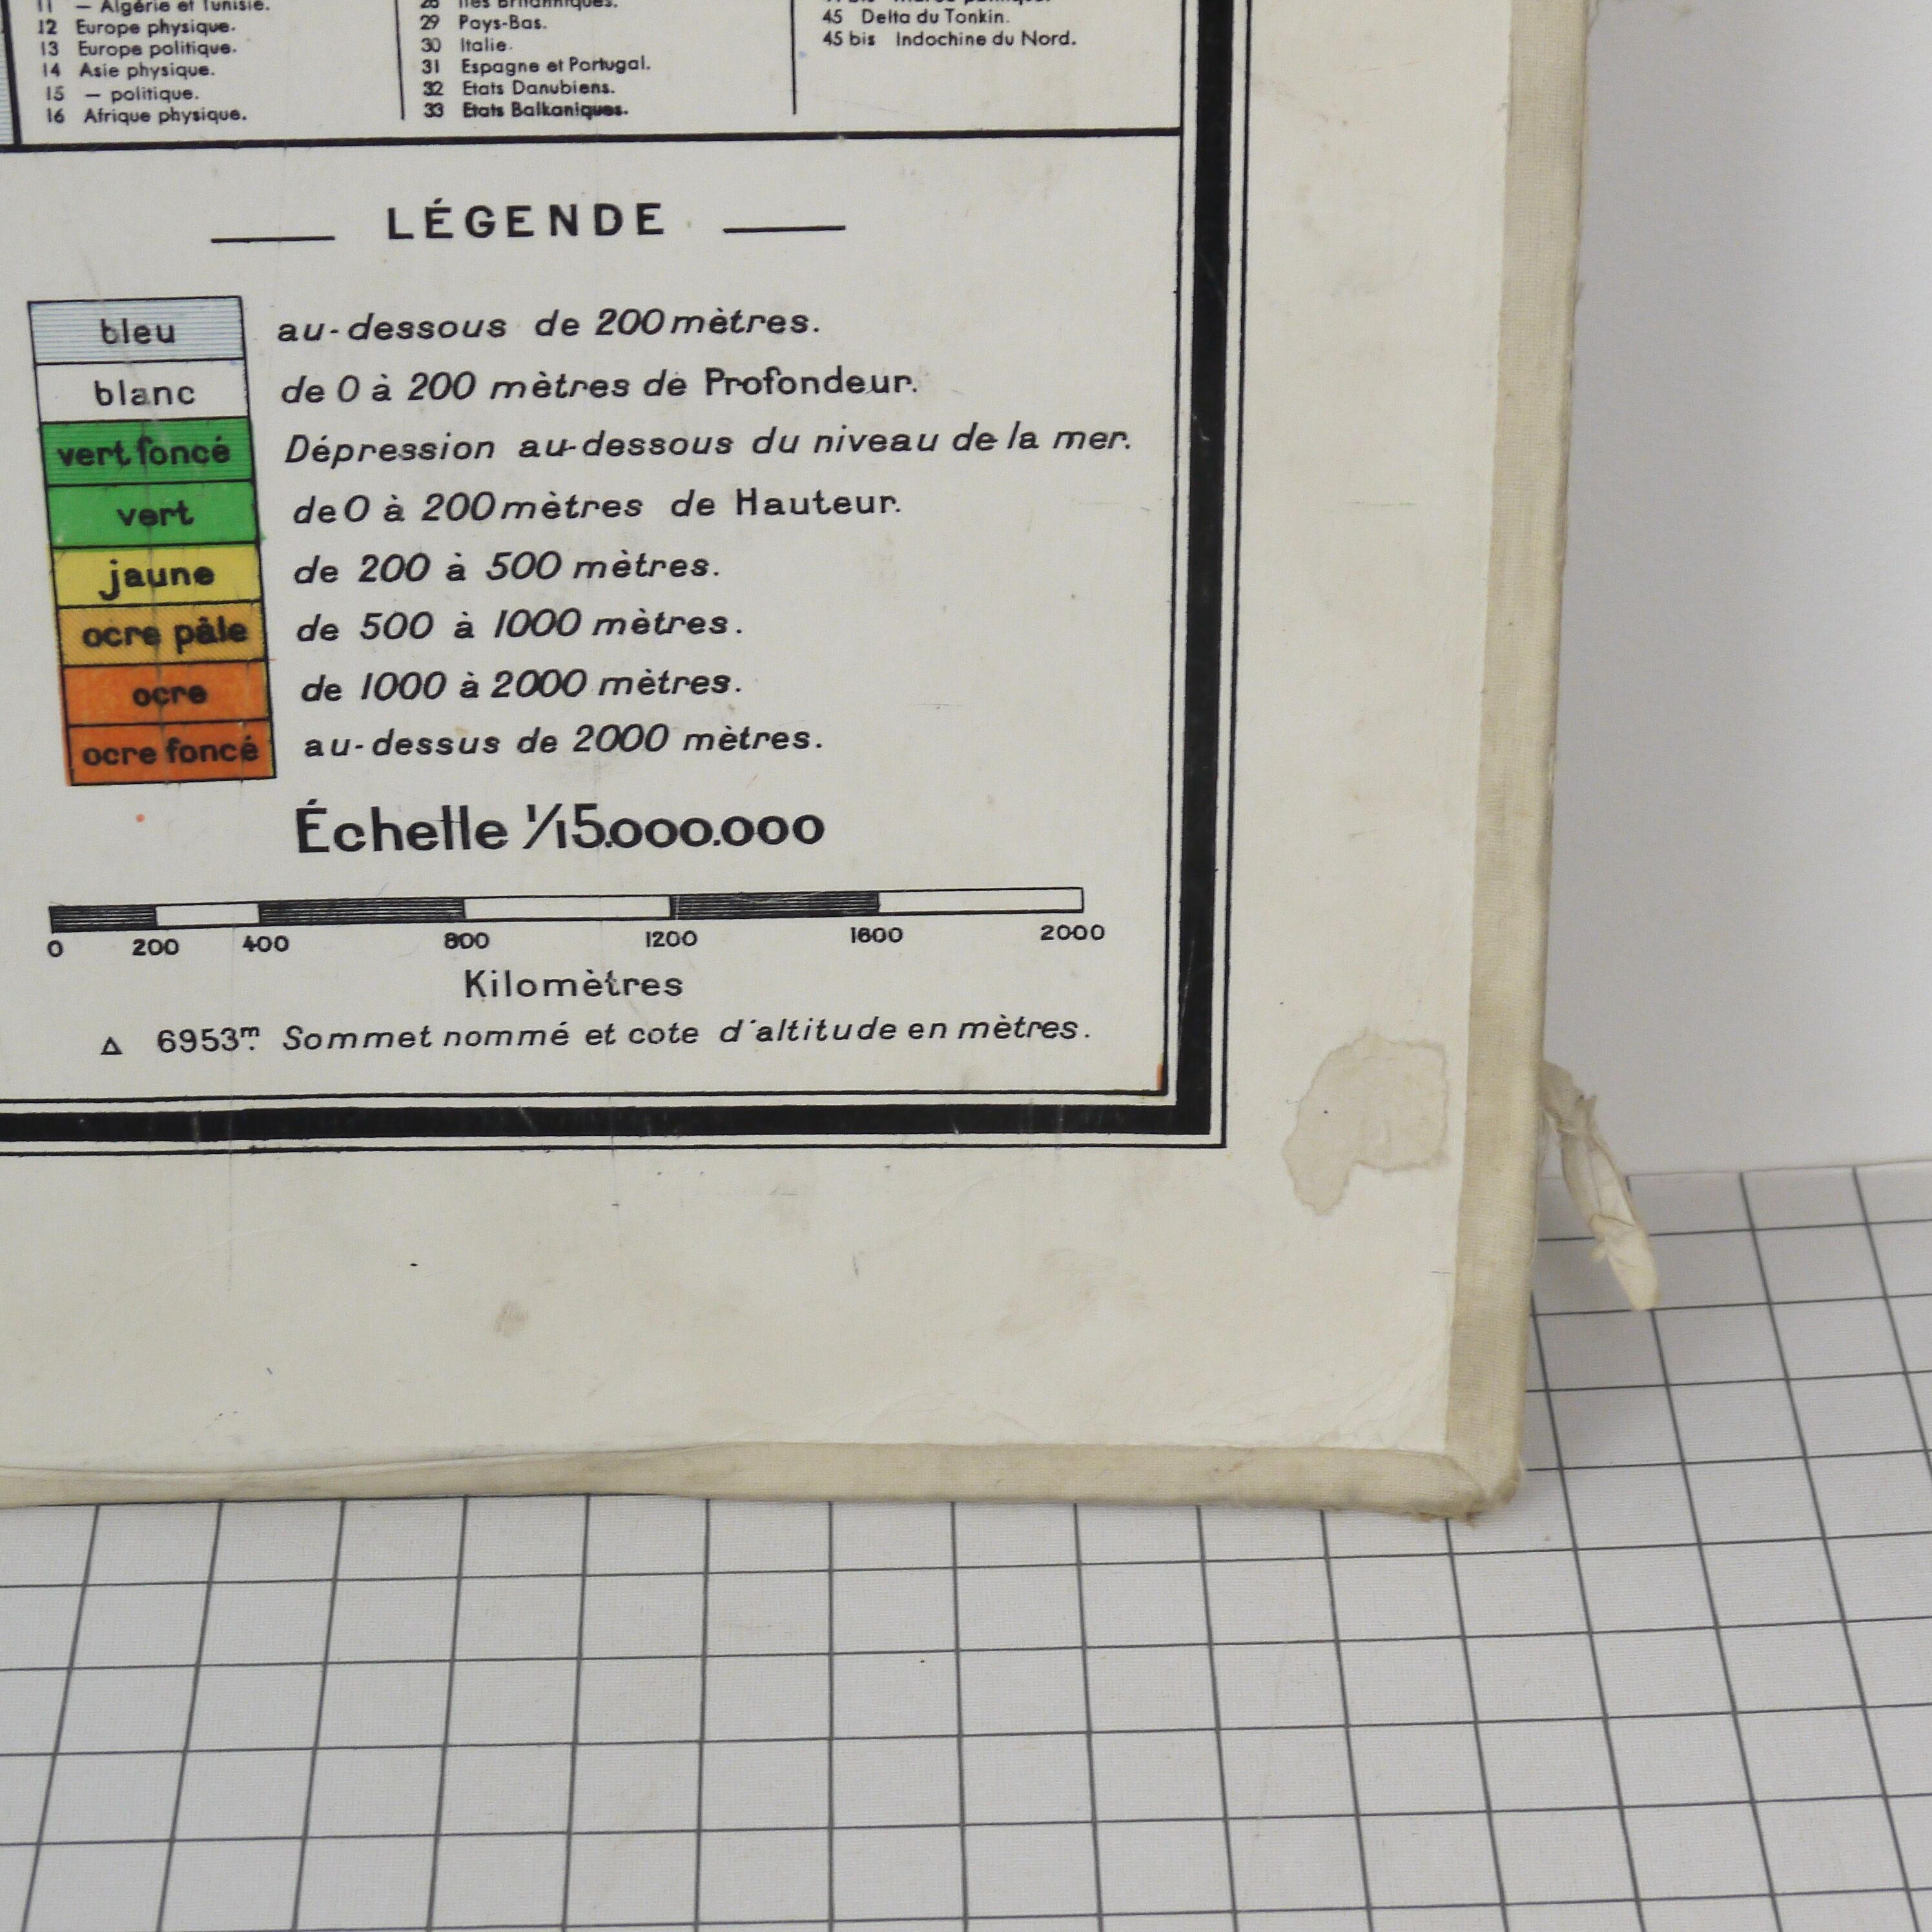 11 — Algérie et Tunisie.
12 Europe physique.
13 Europe politique.
14 Asie physique.
15 — politique.
16 Afrique physique.
28 Iles Britanniques.
29 Pays-Bas.
30 Italie.
31 Espagne et Portugal.
32 Etats Danubiens.
33 Etats Balkaniques.
45 Delta du Tonkin.
45 bis Indochine du Nord.
LÉGENDE
bleu au-dessous de 200 mètres.
blanc de 0 à 200 mètres de Profondeur.
vert foncé Dépression au-dessous du niveau de la mer.
vert de 0 à 200 mètres de Hauteur.
jaune de 200 à 500 mètres.
ocre pâle de 500 à 1000 mètres.
ocre de 1000 à 2000 mètres.
ocre foncé au-dessus de 2000 mètres.
Échelle 1/15.000.000
0 200 400 800 1200 1600 2000
Kilomètres
△ 6953m. Sommet nommé et cote d'altitude en mètres.